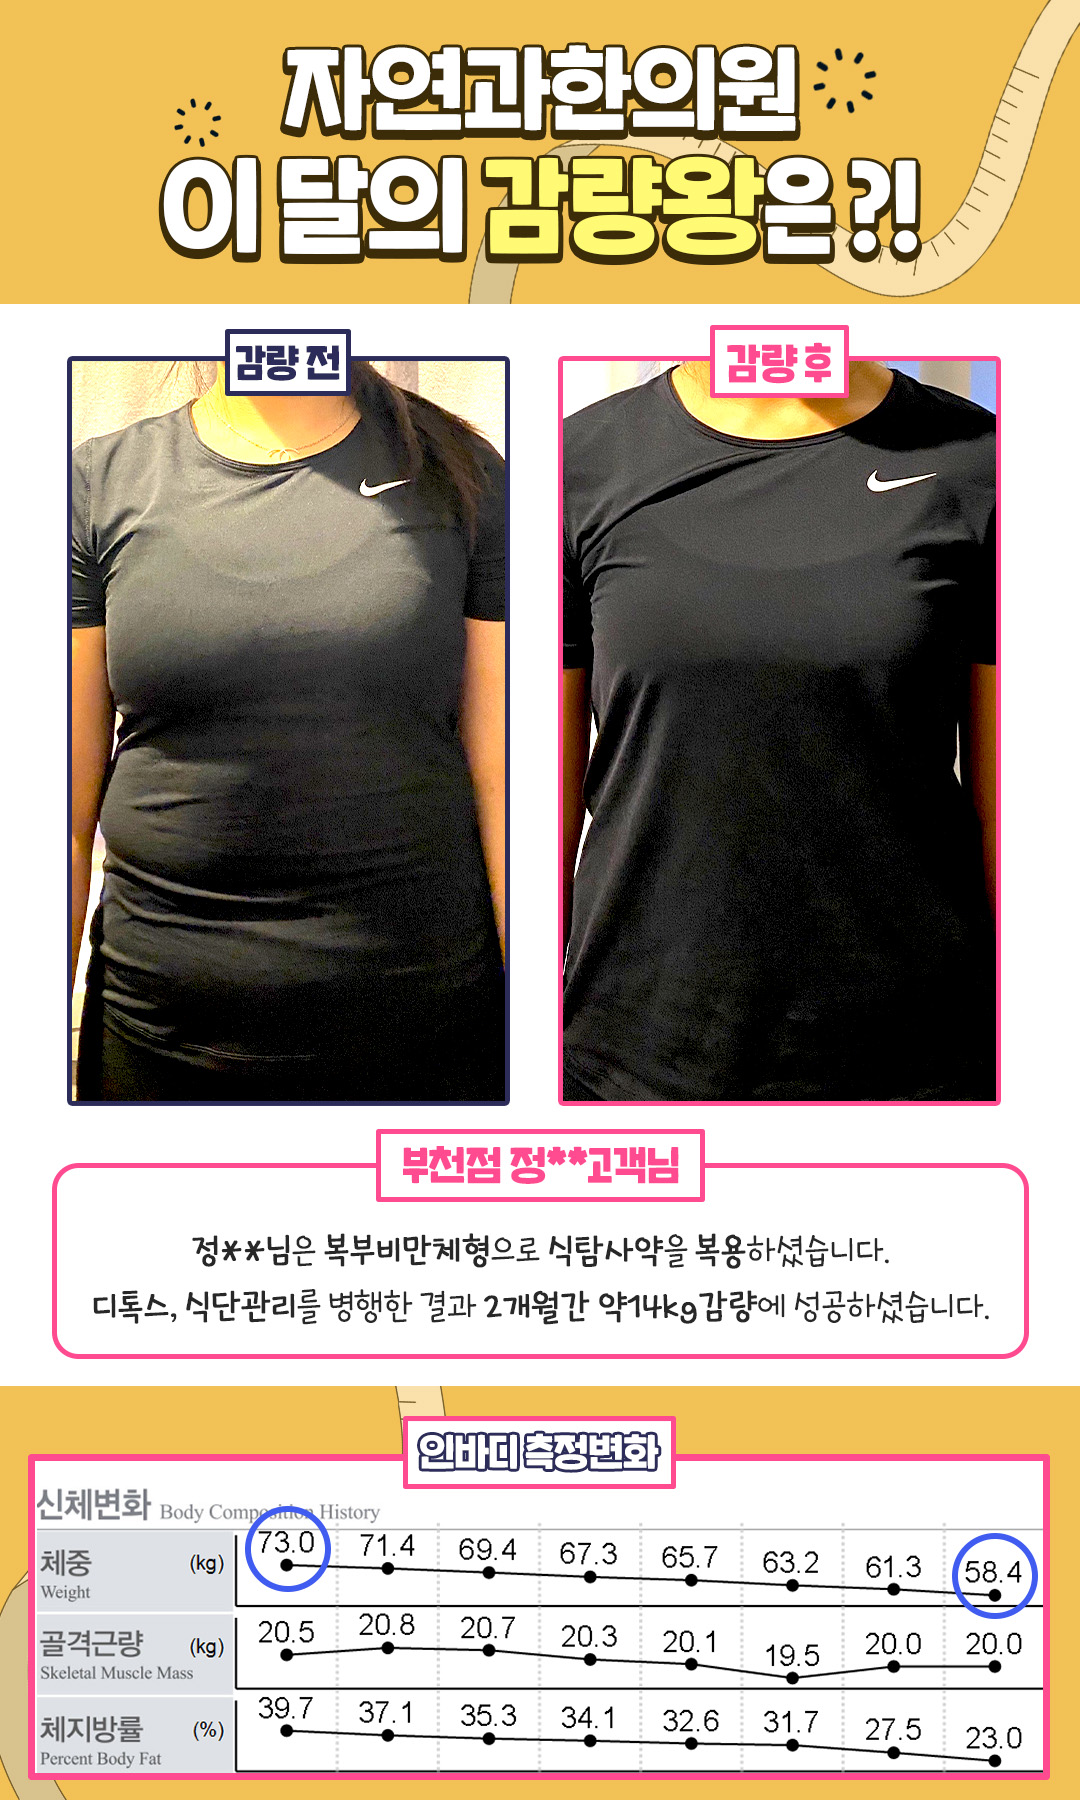 자연과한의원
이 달의 감량왕은?!
감량 전
감량 후
부천점 정**고객님
정**님은 복부비만체형으로 식탐사약을 복용하셨습니다.
디톡스, 식단관리를 병행한 결과 2개월간 약14kg감량에 성공하셨습니다.
인바디 측정변화
신체변화 Body Composition History
체중 (kg) 73.0 71.4 69.4 67.3 65.7 63.2 61.3 58.4
Weight
골격근량 (kg) 20.5 20.8 20.7 20.3 20.1 19.5 20.0 20.0
Skeletal Muscle Mass
체지방률 (%) 39.7 37.1 35.3 34.1 32.6 31.7 27.5 23.0
Percent Body Fat